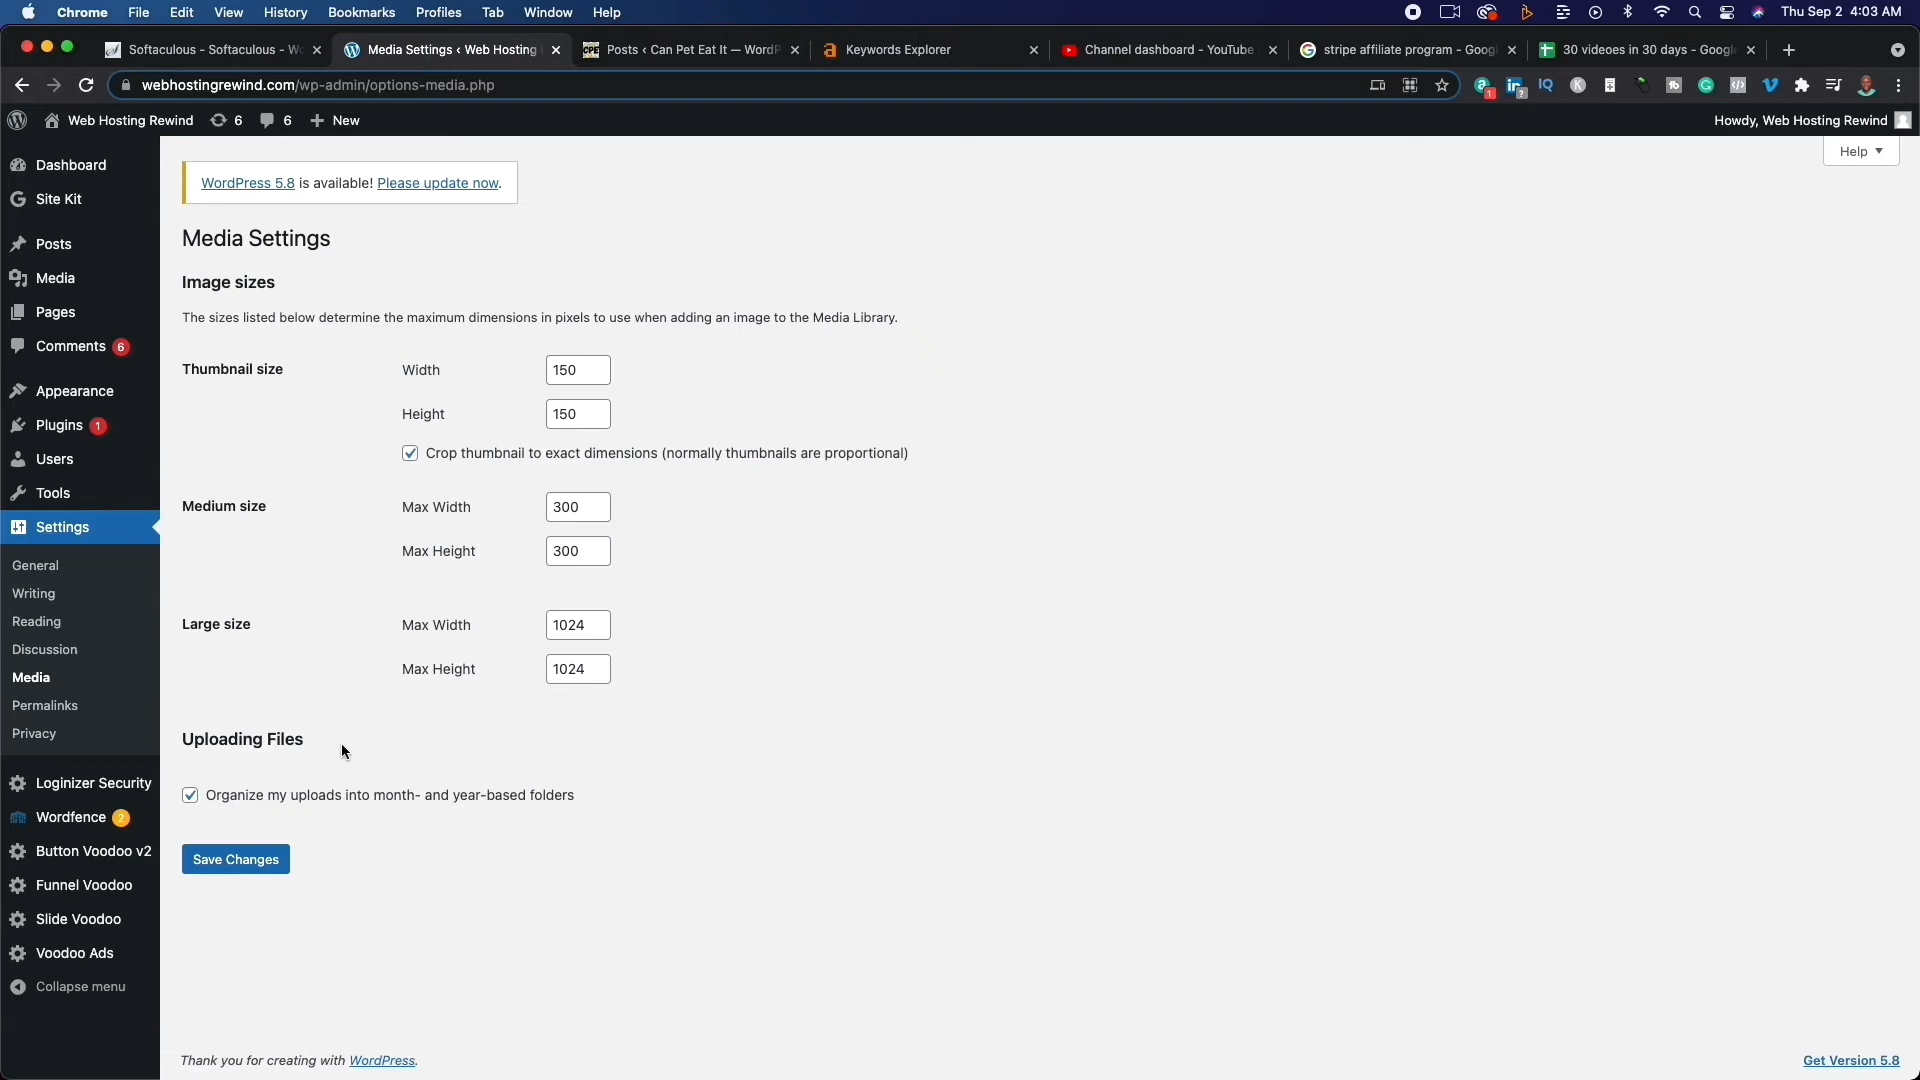 Chrome File Edit View History Bookmarks Profiles Tab Window Help Thu Sep 2 4:03 AM
Softaculous - Softaculous - Wo Media Settings ‹ Web Hosting Posts ‹ Can Pet Eat It — WordP Keywords Explorer Channel dashboard - YouTube stripe affiliate program - Goog 30 videoes in 30 days - Google
webhostingrewind.com/wp-admin/options-media.php
Web Hosting Rewind 6 6 New Howdy, Web Hosting Rewind
Help
Dashboard
Site Kit
Posts
Media
Pages
Comments 6
Appearance
Plugins 1
Users
Tools
Settings
General
Writing
Reading
Discussion
Media
Permalinks
Privacy
Loginizer Security
Wordfence 2
Button Voodoo v2
Funnel Voodoo
Slide Voodoo
Voodoo Ads
Collapse menu
WordPress 5.8 is available! Please update now.
Media Settings
Image sizes
The sizes listed below determine the maximum dimensions in pixels to use when adding an image to the Media Library.
Thumbnail size Width 150
Height 150
Crop thumbnail to exact dimensions (normally thumbnails are proportional)
Medium size Max Width 300
Max Height 300
Large size Max Width 1024
Max Height 1024
Uploading Files
Organize my uploads into month- and year-based folders
Save Changes
Thank you for creating with WordPress. Get Version 5.8